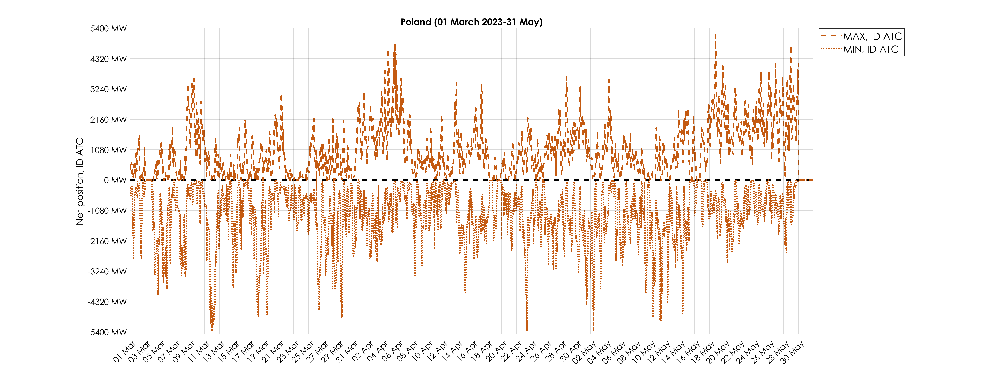 Poland (01 March 2023-31 May)
5400 MW
4320 MW
3240 MW
2160 MW
1080 MW
0 MW
-1080 MW
-2160 MW
-3240 MW
-4320 MW
-5400 MW
Net position, ID ATC
MAX, ID ATC
MIN, ID ATC
01 Mar
03 Mar
05 Mar
07 Mar
09 Mar
11 Mar
13 Mar
15 Mar
17 Mar
19 Mar
21 Mar
23 Mar
25 Mar
27 Mar
29 Mar
31 Mar
02 Apr
04 Apr
06 Apr
08 Apr
10 Apr
12 Apr
14 Apr
16 Apr
18 Apr
20 Apr
22 Apr
24 Apr
26 Apr
28 Apr
30 Apr
02 May
04 May
06 May
08 May
10 May
12 May
14 May
16 May
18 May
20 May
22 May
24 May
26 May
28 May
30 May